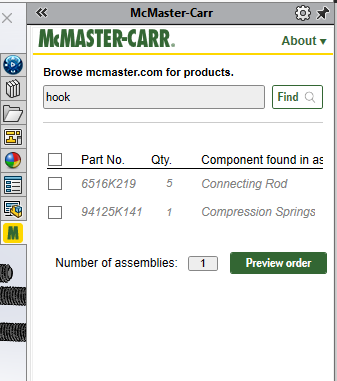 McMaster-Carr
McMASTER-CARR®
About ▾
Browse mcmaster.com for products.
hook
Find
Part No. Qty. Component found in as
6516K219 5 Connecting Rod
94125K141 1 Compression Springs
Number of assemblies: 1 Preview order
M